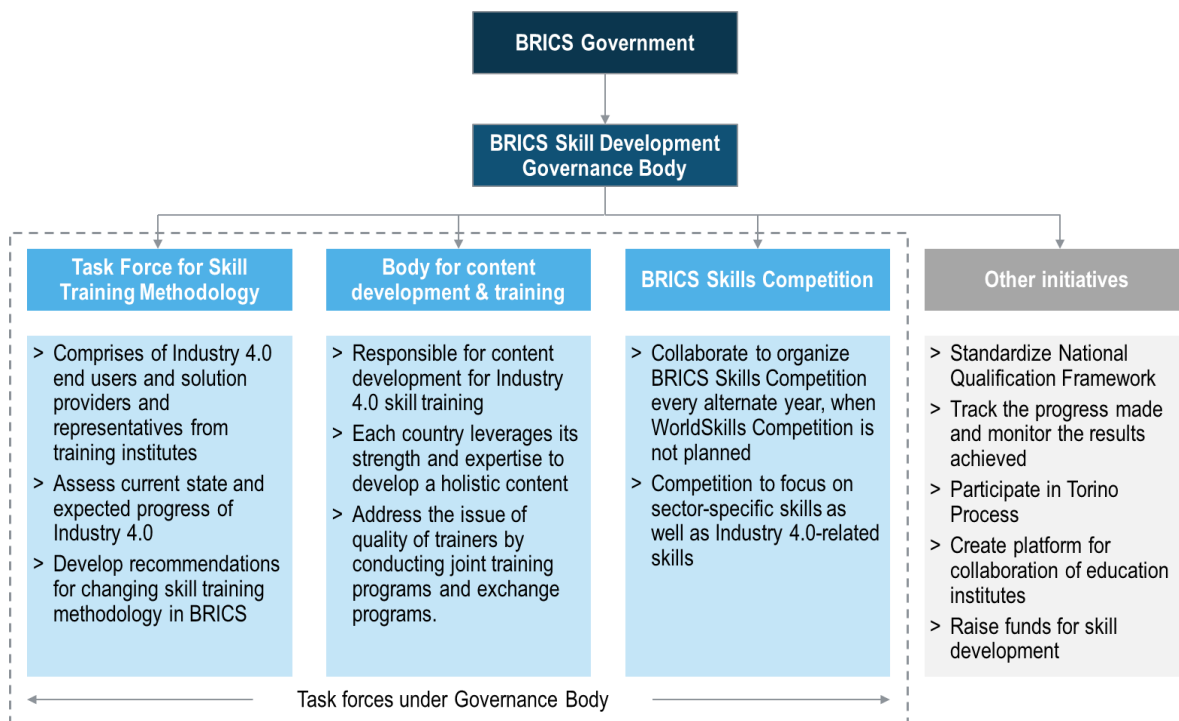 BRICS Government
BRICS Skill Development
Governance Body
Task Force for Skill
Training Methodology
> Comprises of Industry 4.0
end users and solution
providers and
representatives from
training institutes
> Assess current state and
expected progress of
Industry 4.0
> Develop recommendations
for changing skill training
methodology in BRICS
Body for content
development & training
> Responsible for content
development for Industry
4.0 skill training
> Each country leverages its
strength and expertise to
develop a holistic content
> Address the issue of
quality of trainers by
conducting joint training
programs and exchange
programs.
BRICS Skills Competition
> Collaborate to organize
BRICS Skills Competition
every alternate year, when
WorldSkills Competition is
not planned
> Competition to focus on
sector-specific skills as
well as Industry 4.0-related
skills
Other initiatives
> Standardize National
Qualification Framework
> Track the progress made
and monitor the results
achieved
> Participate in Torino
Process
> Create platform for
collaboration of education
institutes
> Raise funds for skill
development
Task forces under Governance Body